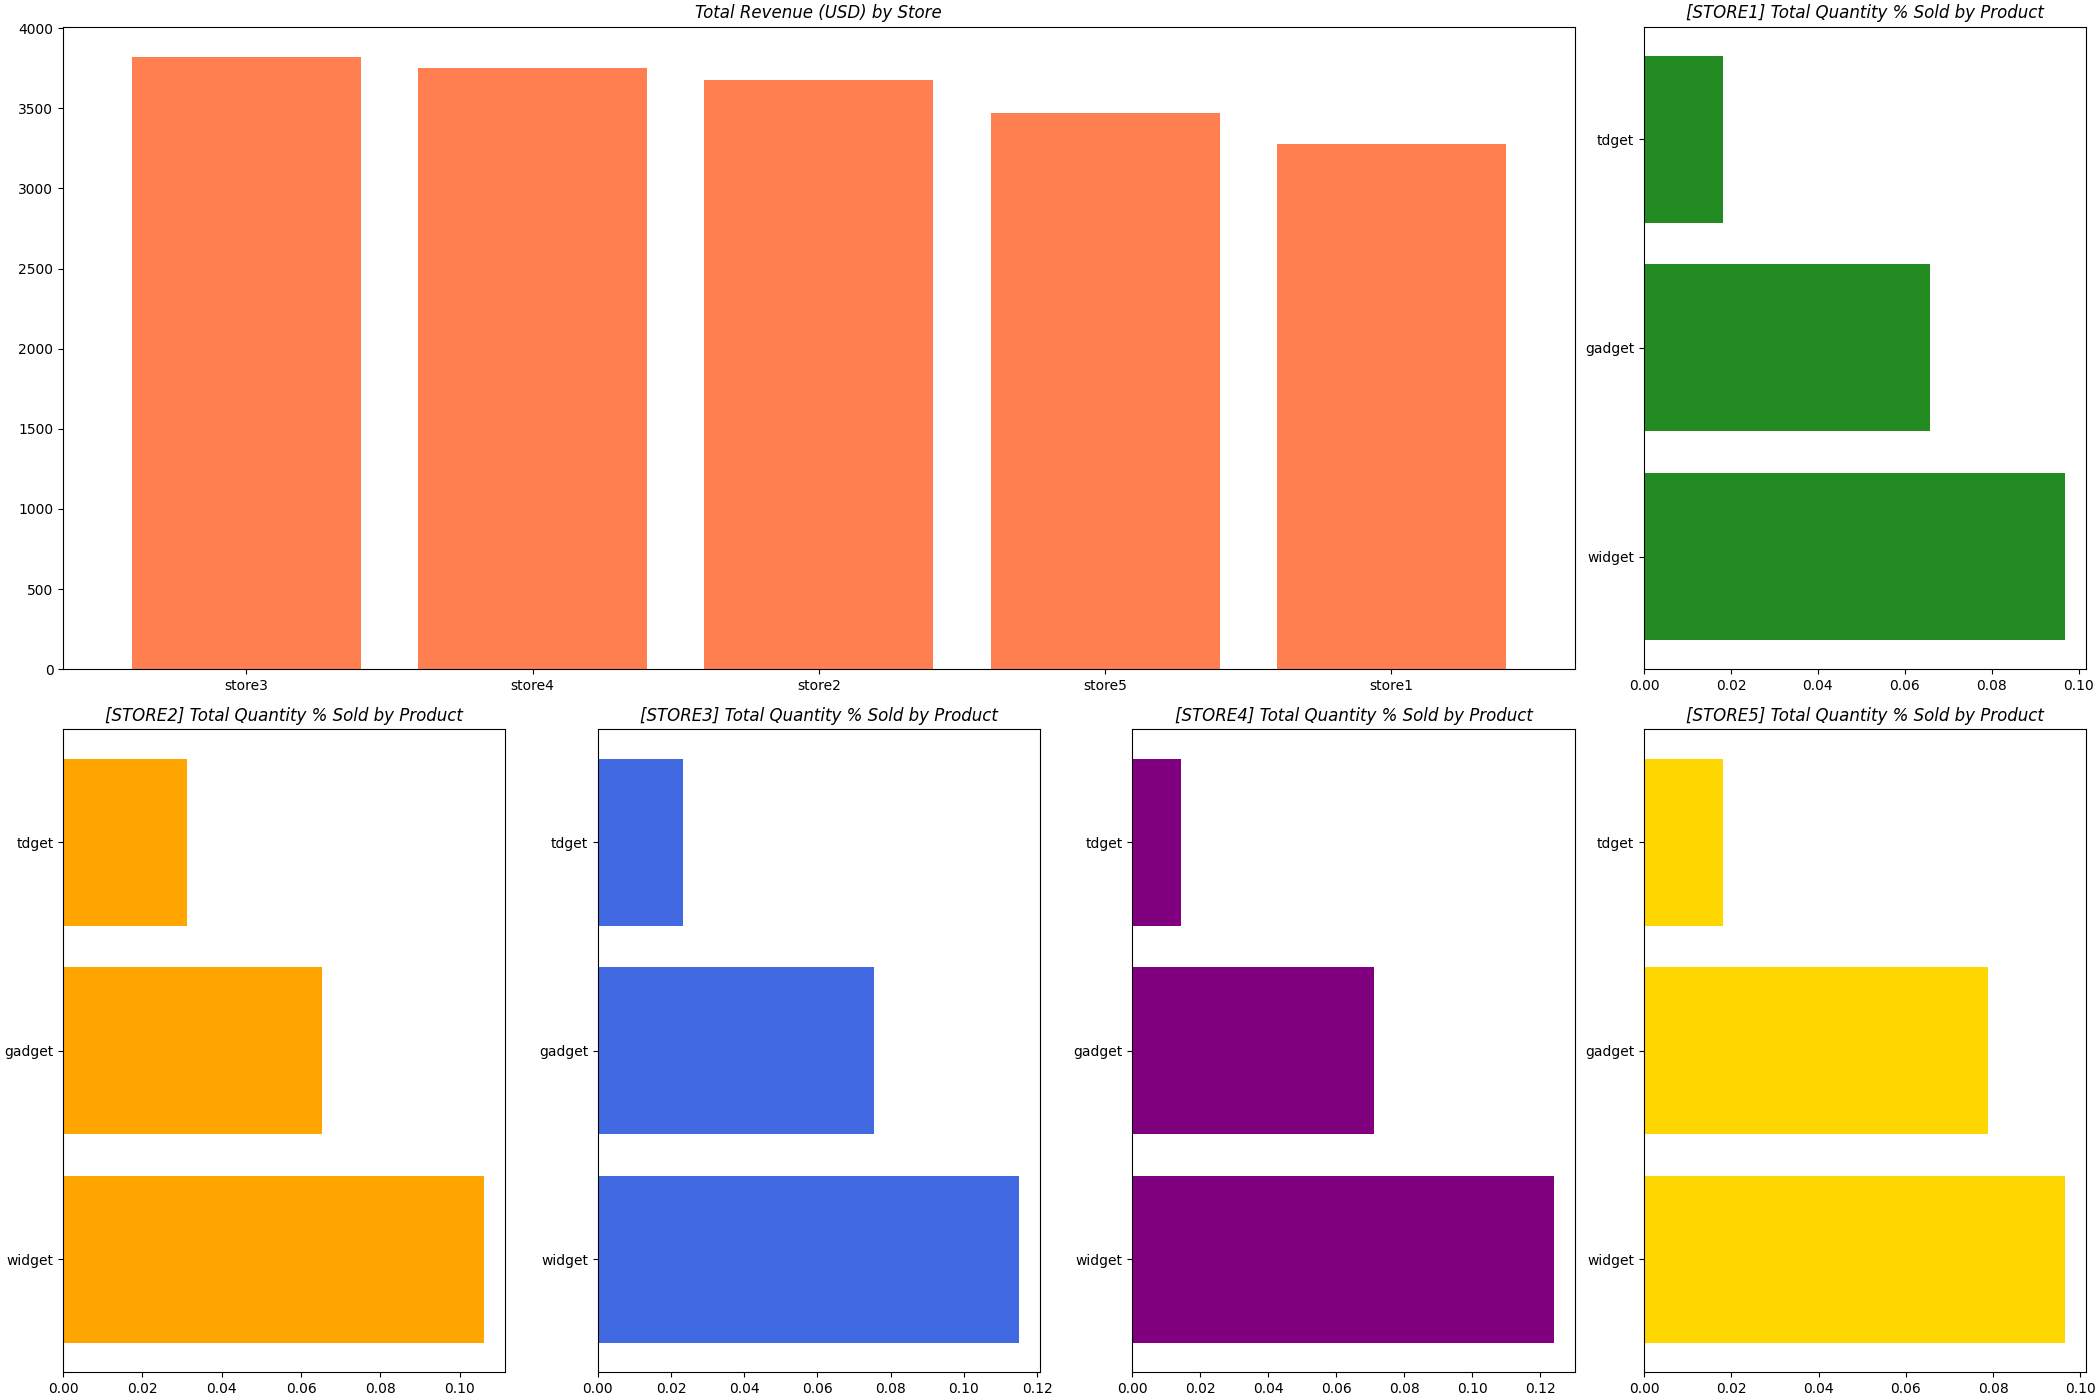 Total Revenue (USD) by Store
4000
3500
3000
2500
2000
1500
1000
500
0
store3 store4 store2 store5 store1
[STORE1] Total Quantity % Sold by Product
tdget
gadget
widget
0.00 0.02 0.04 0.06 0.08 0.10
[STORE2] Total Quantity % Sold by Product
tdget
gadget
widget
0.00 0.02 0.04 0.06 0.08 0.10
[STORE3] Total Quantity % Sold by Product
tdget
gadget
widget
0.00 0.02 0.04 0.06 0.08 0.10 0.12
[STORE4] Total Quantity % Sold by Product
tdget
gadget
widget
0.00 0.02 0.04 0.06 0.08 0.10 0.12
[STORE5] Total Quantity % Sold by Product
tdget
gadget
widget
0.00 0.02 0.04 0.06 0.08 0.10